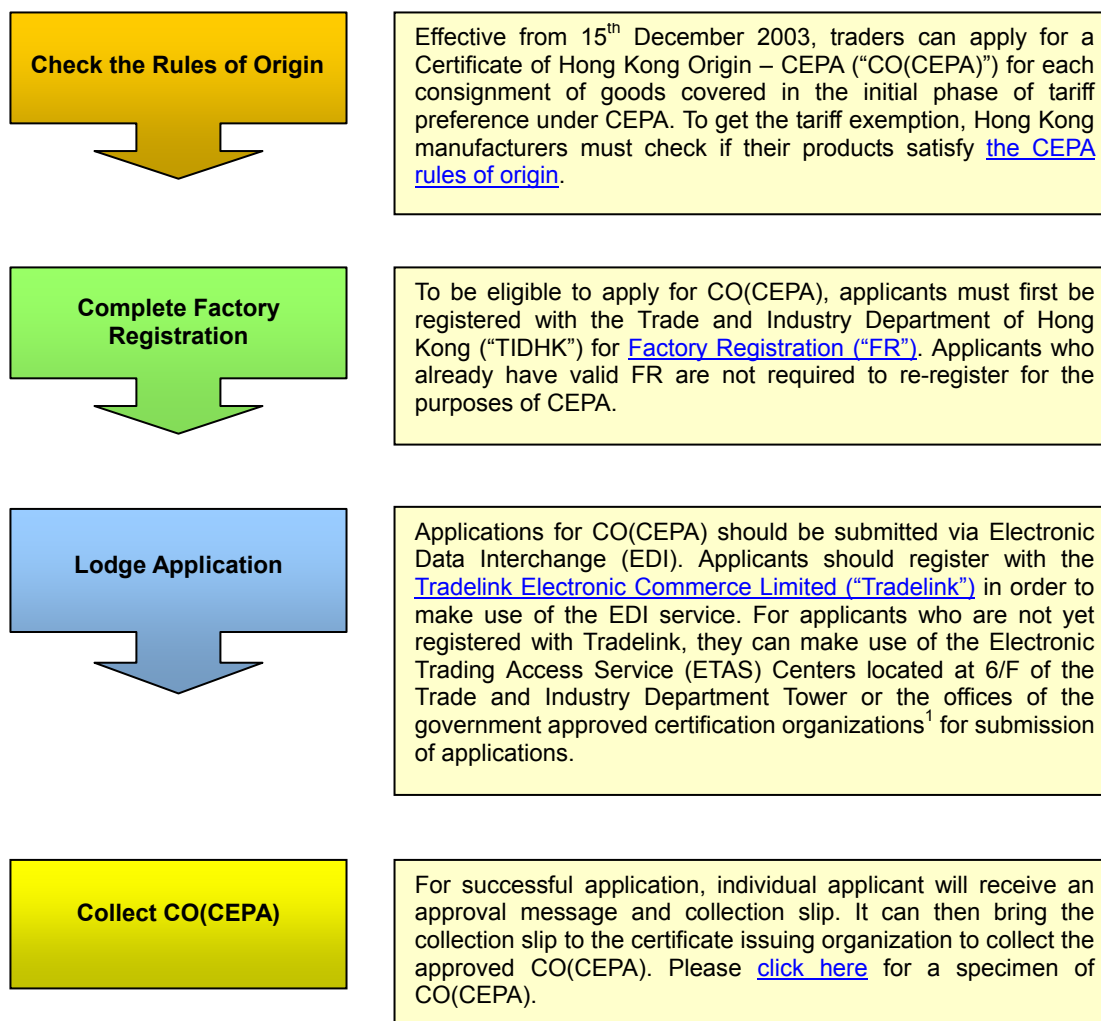 Check the Rules of Origin
Effective from 15th December 2003, traders can apply for a
Certificate of Hong Kong Origin – CEPA (“CO(CEPA)”) for each
consignment of goods covered in the initial phase of tariff
preference under CEPA. To get the tariff exemption, Hong Kong
manufacturers must check if their products satisfy the CEPA
rules of origin.
Complete Factory
Registration
To be eligible to apply for CO(CEPA), applicants must first be
registered with the Trade and Industry Department of Hong
Kong (“TIDHK”) for Factory Registration (“FR”). Applicants who
already have valid FR are not required to re-register for the
purposes of CEPA.
Lodge Application
Applications for CO(CEPA) should be submitted via Electronic
Data Interchange (EDI). Applicants should register with the
Tradelink Electronic Commerce Limited (“Tradelink”) in order to
make use of the EDI service. For applicants who are not yet
registered with Tradelink, they can make use of the Electronic
Trading Access Service (ETAS) Centers located at 6/F of the
Trade and Industry Department Tower or the offices of the
government approved certification organizations1 for submission
of applications.
Collect CO(CEPA)
For successful application, individual applicant will receive an
approval message and collection slip. It can then bring the
collection slip to the certificate issuing organization to collect the
approved CO(CEPA). Please click here for a specimen of
CO(CEPA).